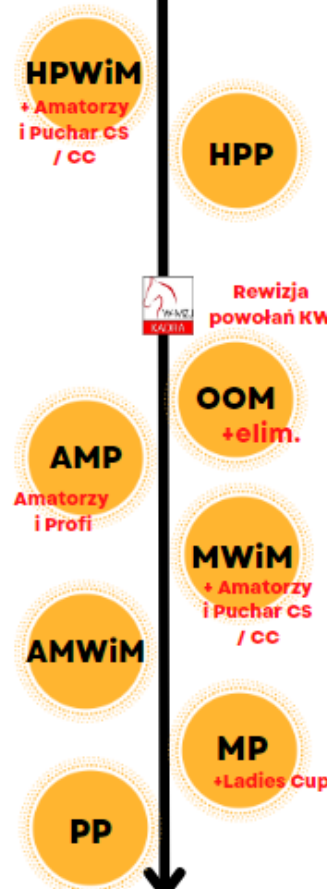 HPWiM
+ Amatorzy
i Puchar CS
/ CC
HPP
KADRA
Rewizja
powołań KW
OOM
+elim.
AMP
Amatorzy
i Profi
MWiM
+ Amatorzy
i Puchar CS
/ CC
AMWiM
MP
+Ladies Cup
PP